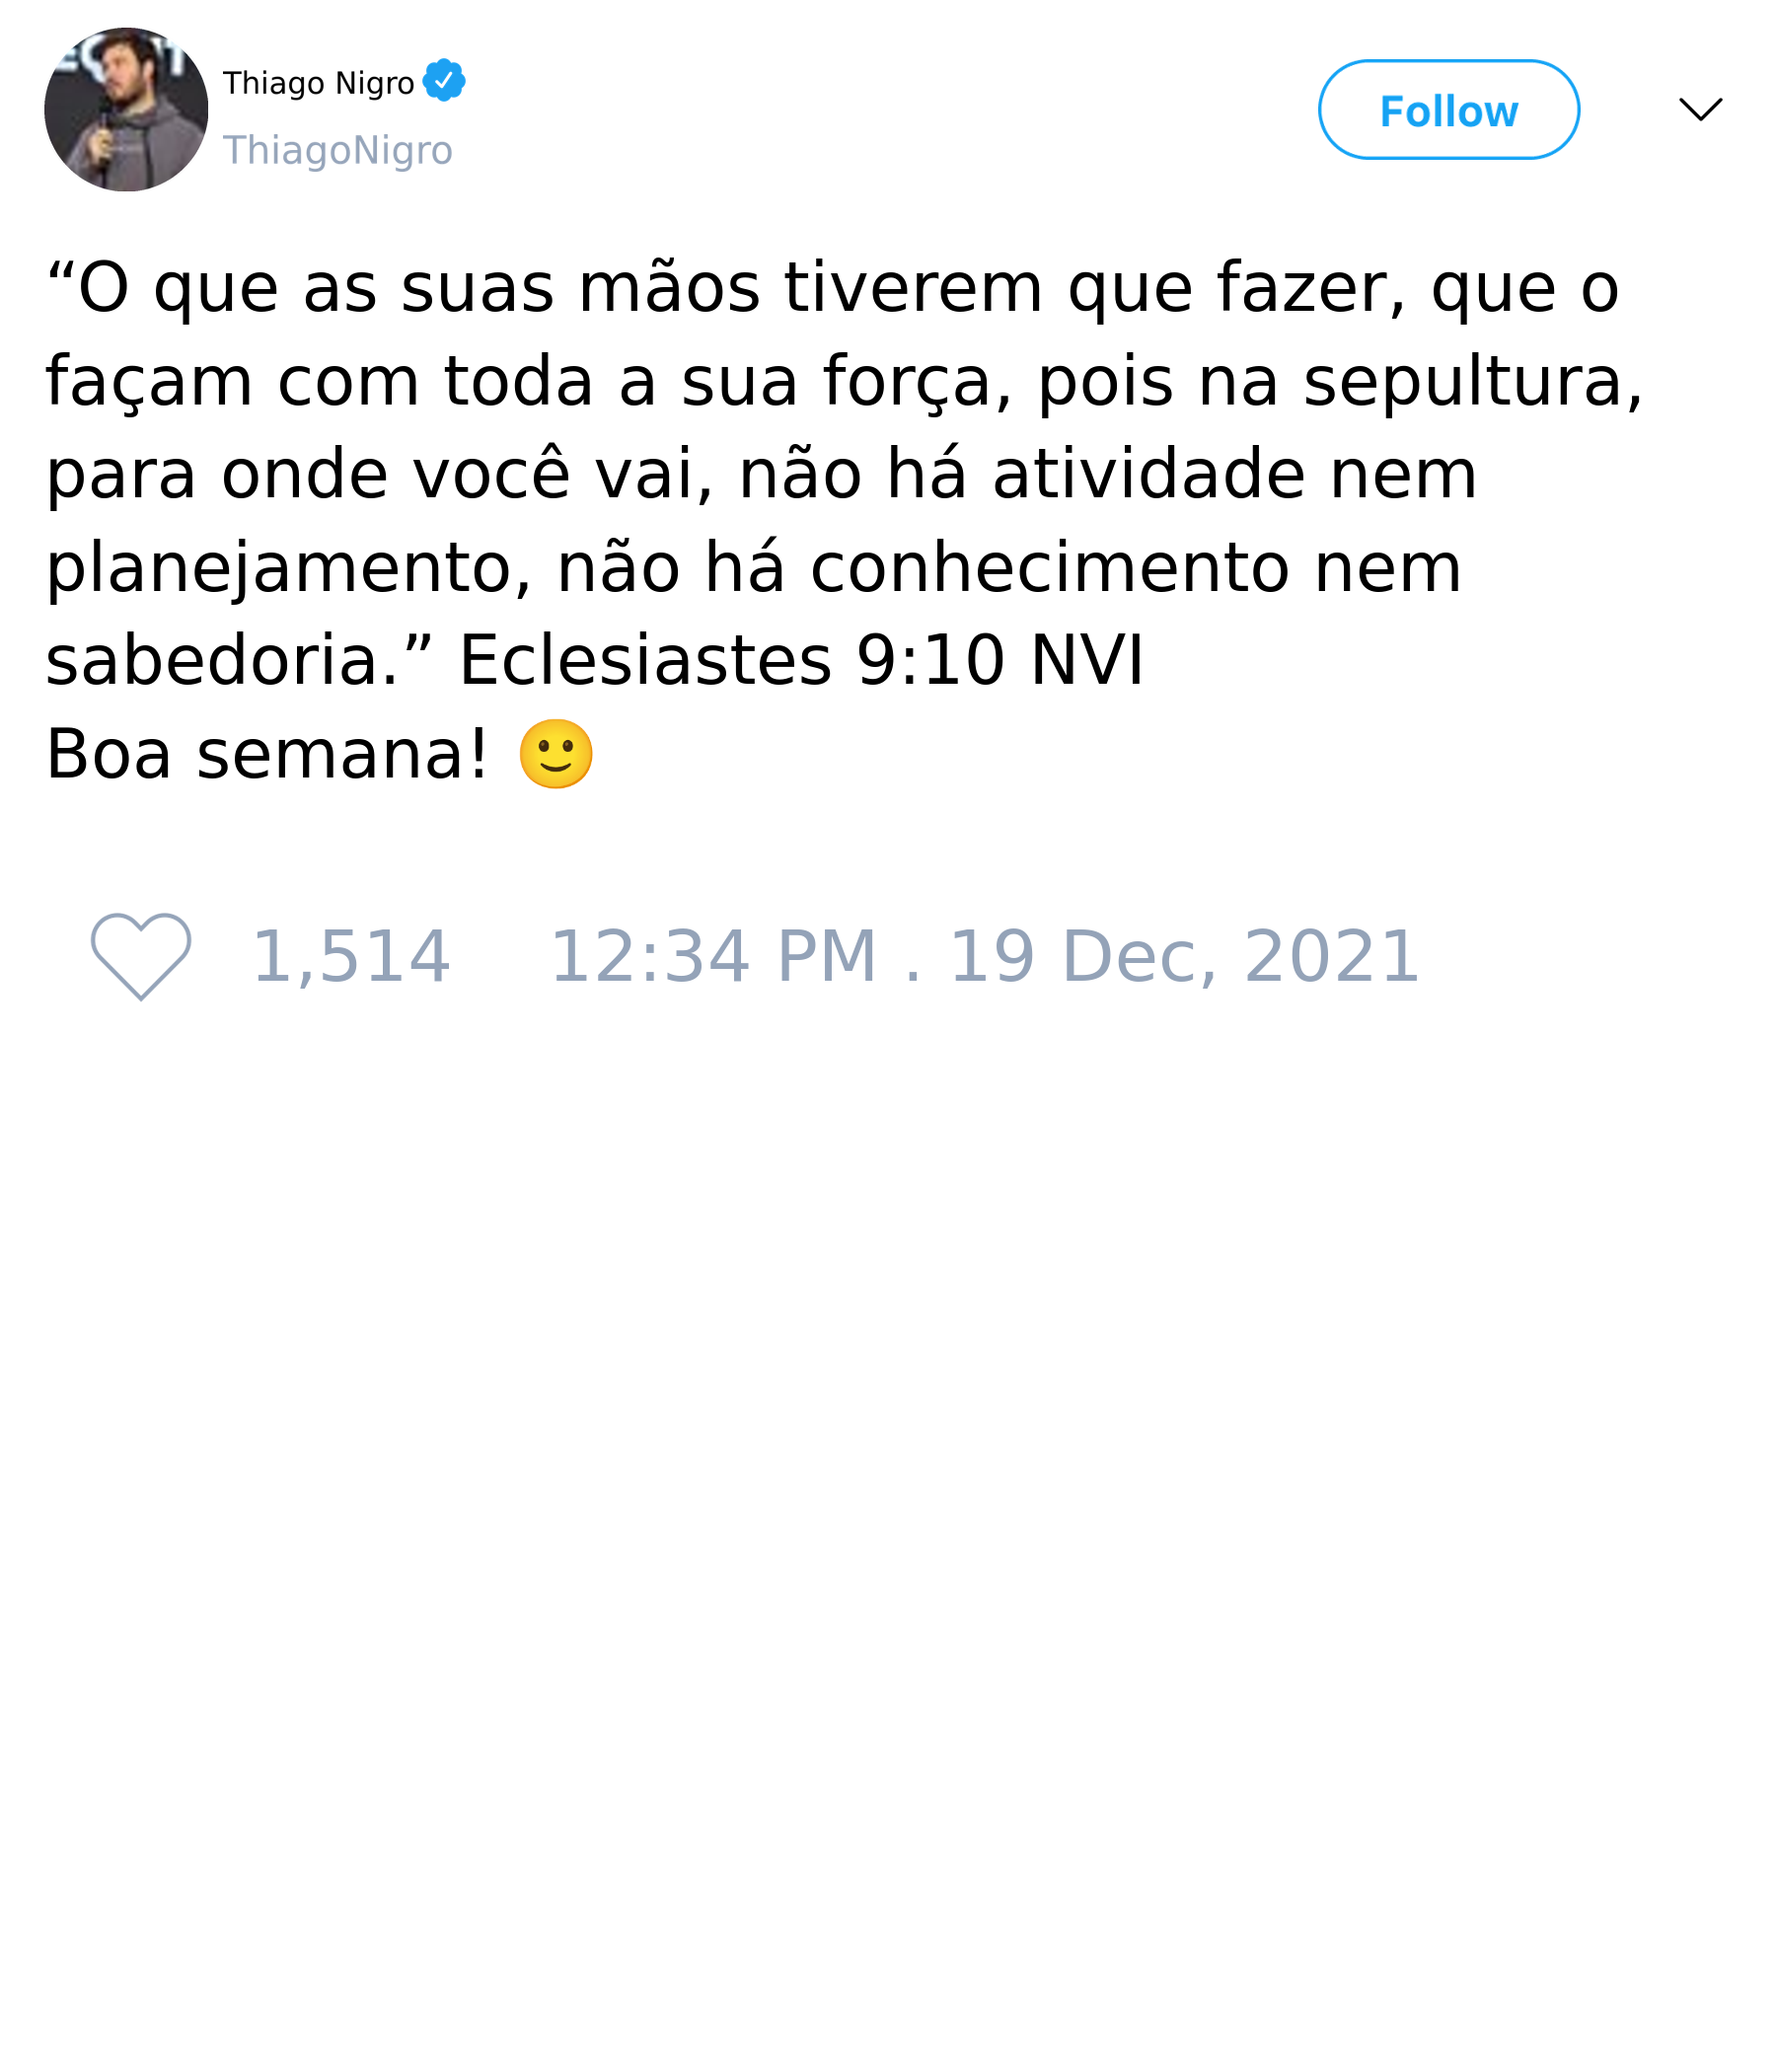 Thiago Nigro
ThiagoNigro
Follow
“O que as suas mãos tiverem que fazer, que o
façam com toda a sua força, pois na sepultura,
para onde você vai, não há atividade nem
planejamento, não há conhecimento nem
sabedoria.” Eclesiastes 9:10 NVI
Boa semana! 🙂
1,514 12:34 PM . 19 Dec, 2021